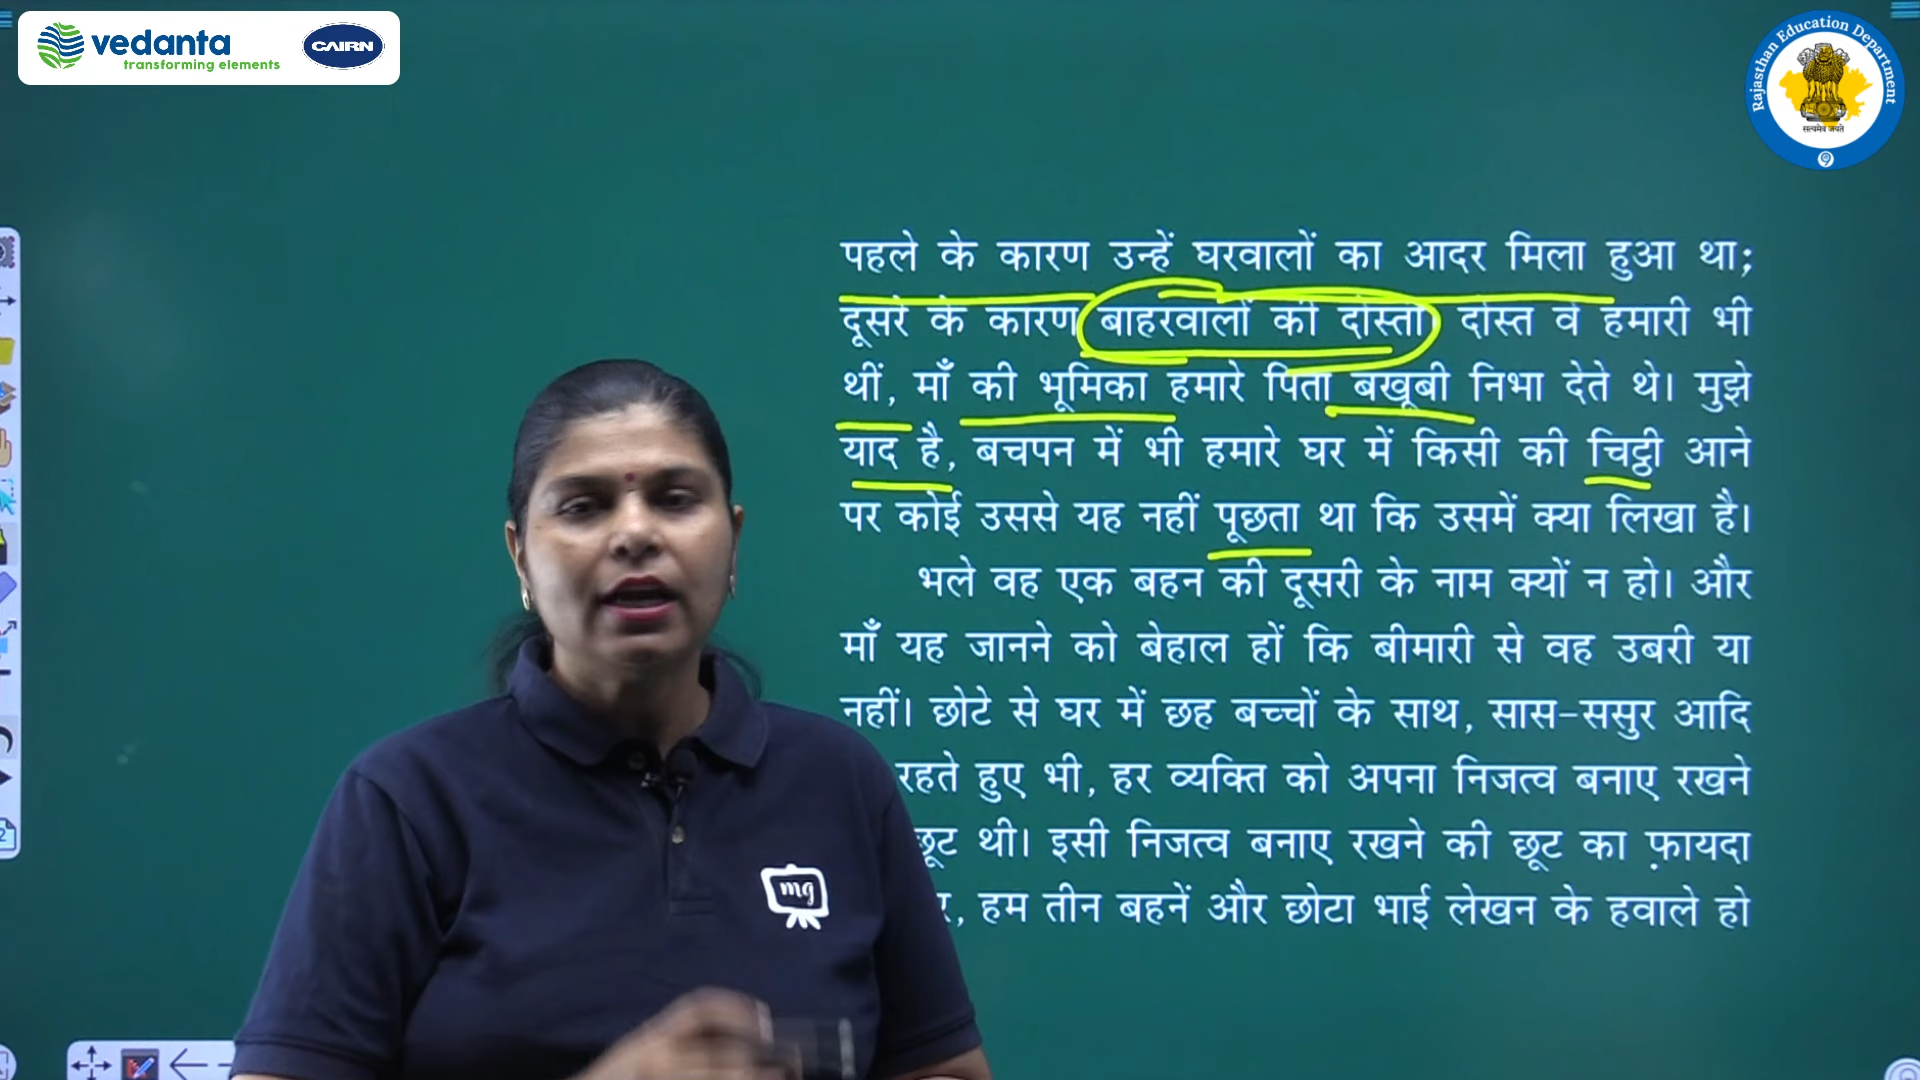 vedanta
transforming elements
CAIRN
Rajasthan Education Department
सत्यमेव जयते
पहले के कारण उन्हें घरवालों का आदर मिला हुआ था;
दूसरे के कारण बाहरवालों की दोस्ती दोस्त वे हमारी भी
थीं, माँ की भूमिका हमारे पिता बखूबी निभा देते थे। मुझे
याद है, बचपन में भी हमारे घर में किसी की चिट्ठी आने
पर कोई उससे यह नहीं पूछता था कि उसमें क्या लिखा है।
भले वह एक बहन की दूसरी के नाम क्यों न हो। और
माँ यह जानने को बेहाल हों कि बीमारी से वह उबरी या
नहीं। छोटे से घर में छह बच्चों के साथ, सास-ससुर आदि
रहते हुए भी, हर व्यक्ति को अपना निजत्व बनाए रखने
छूट थी। इसी निजत्व बनाए रखने की छूट का फ़ायदा
हम तीन बहनें और छोटा भाई लेखन के हवाले हो
mg